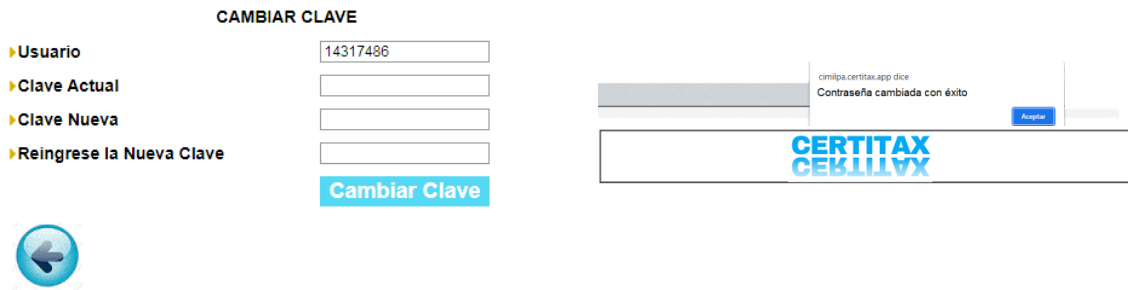 CAMBIAR CLAVE
Usuario
14317486
Clave Actual
Clave Nueva
Reingrese la Nueva Clave
Cambiar Clave
cimilpa.certitax.app dice
Contraseña cambiada con éxito
Aceptar
CERTITAX